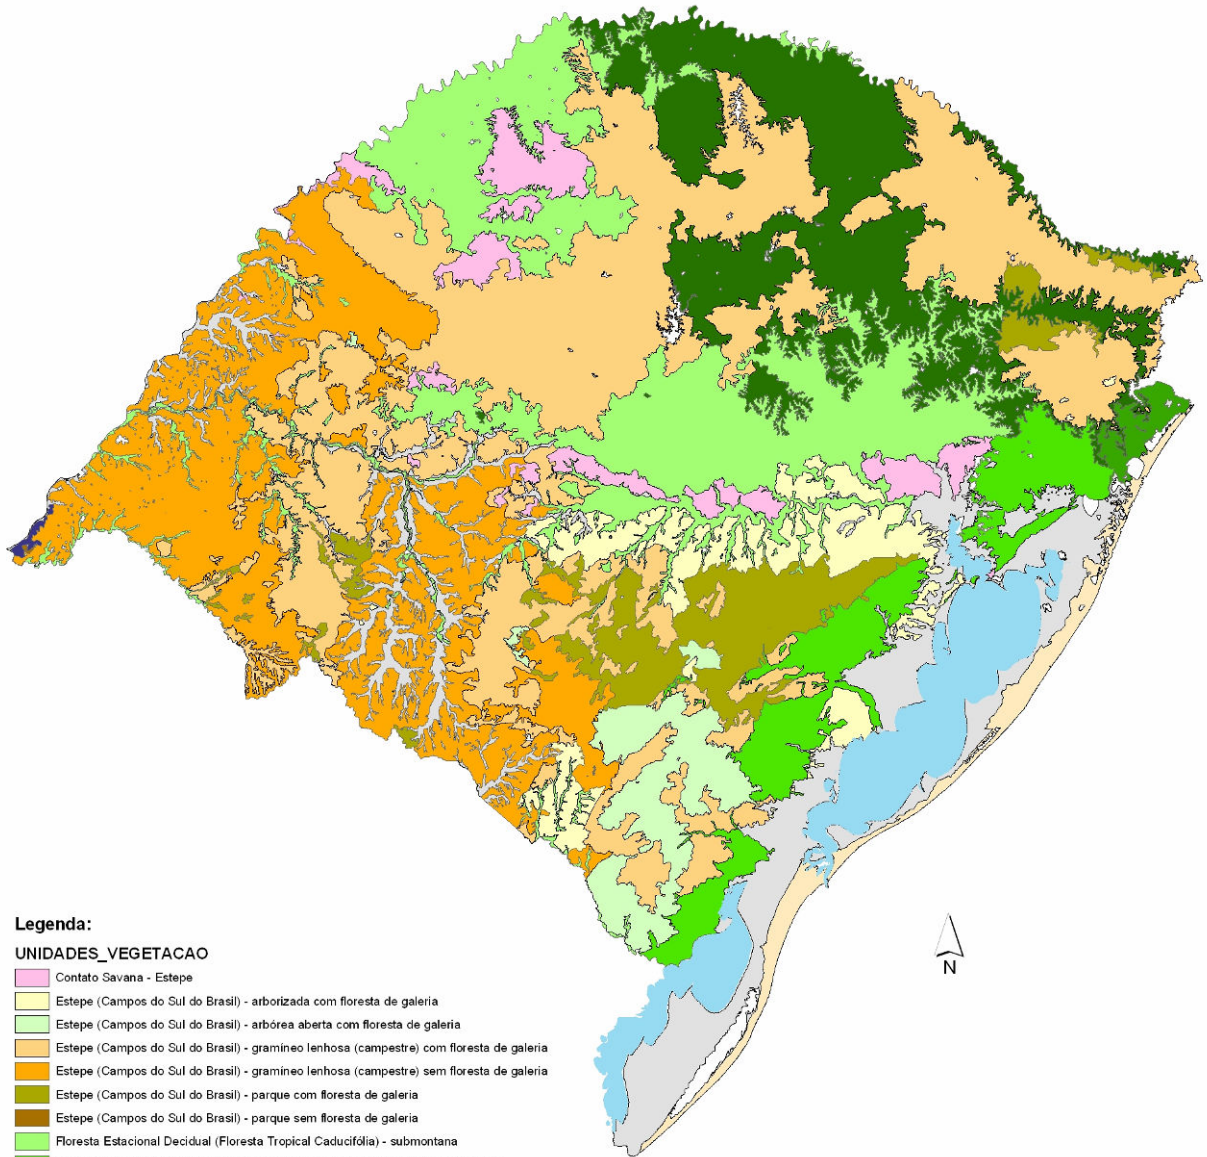 Legenda:
UNIDADES_VEGETACAO
Contato Savana - Estepe
Estepe (Campos do Sul do Brasil) - arborizada com floresta de galeria
Estepe (Campos do Sul do Brasil) - arbórea aberta com floresta de galeria
Estepe (Campos do Sul do Brasil) - gramíneo lenhosa (campestre) com floresta de galeria
Estepe (Campos do Sul do Brasil) - gramíneo lenhosa (campestre) sem floresta de galeria
Estepe (Campos do Sul do Brasil) - parque com floresta de galeria
Estepe (Campos do Sul do Brasil) - parque sem floresta de galeria
Floresta Estacional Decidual (Floresta Tropical Caducifólia) - submontana
N